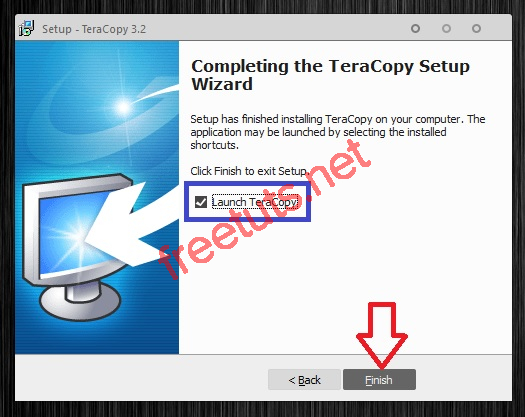 Setup - TeraCopy 3.2
Completing the TeraCopy Setup
Wizard
Setup has finished installing TeraCopy on your computer. The
application may be launched by selecting the installed
shortcuts.
Click Finish to exit Setup.
Launch TeraCopy
freetuts.net
< Back
Finish